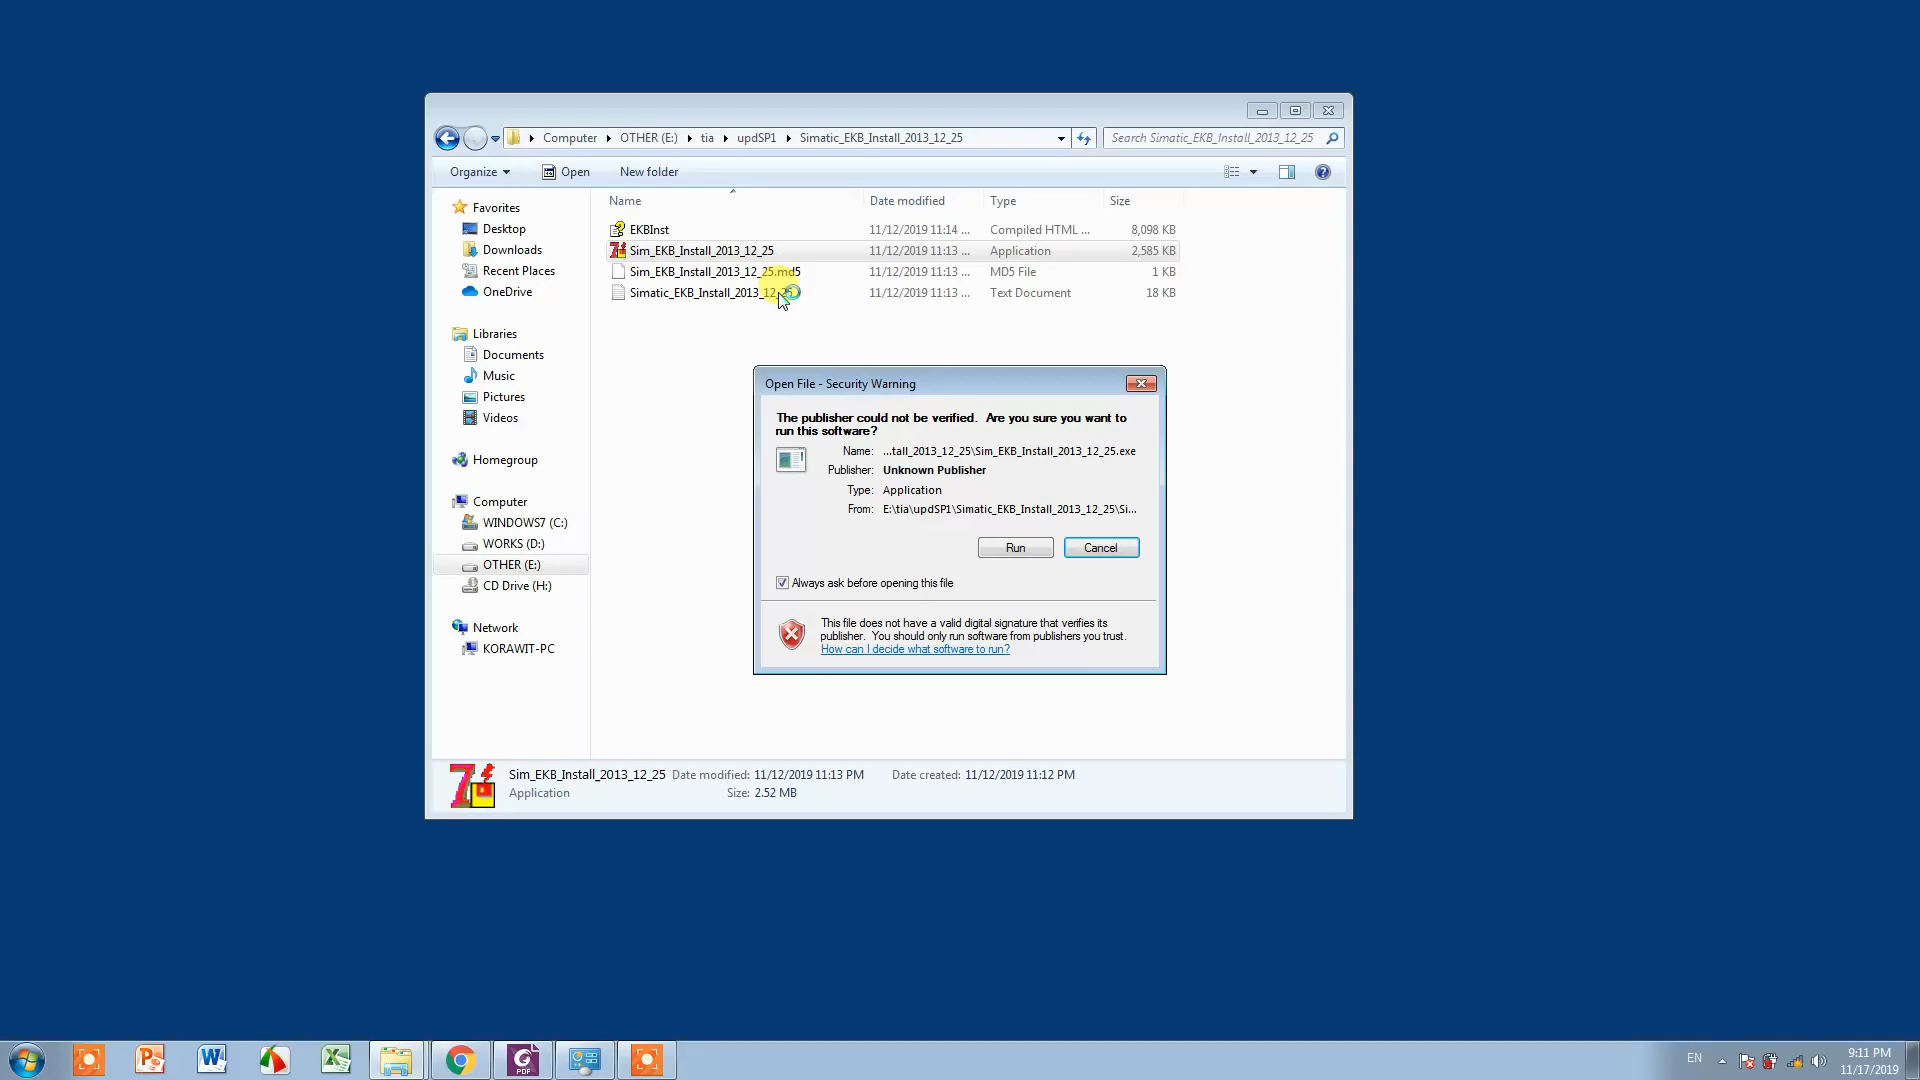 Computer OTHER (E:) tia updSP1 Simatic_EKB_Install_2013_12_25 Search Simatic_EKB_Install_2013_12_25
Organize Open New folder
Name Date modified Type Size
EKBInst 11/12/2019 11:14 ... Compiled HTML ... 8,098 KB
Sim_EKB_Install_2013_12_25 11/12/2019 11:13 ... Application 2,585 KB
Sim_EKB_Install_2013_12_25.md5 11/12/2019 11:13 ... MD5 File 1 KB
Simatic_EKB_Install_2013_12_25 11/12/2019 11:13 ... Text Document 18 KB
Favorites
Desktop
Downloads
Recent Places
OneDrive
Libraries
Documents
Music
Pictures
Videos
Homegroup
Computer
WINDOWS7 (C:)
WORKS (D:)
OTHER (E:)
CD Drive (H:)
Network
KORAWIT-PC
Open File - Security Warning
The publisher could not be verified. Are you sure you want to
run this software?
Name: ...tall_2013_12_25\Sim_EKB_Install_2013_12_25.exe
Publisher: Unknown Publisher
Type: Application
From: E:\tia\updSP1\Simatic_EKB_Install_2013_12_25\Si...
Run Cancel
Always ask before opening this file
This file does not have a valid digital signature that verifies its
publisher. You should only run software from publishers you trust.
How can I decide what software to run?
Sim_EKB_Install_2013_12_25 Date modified: 11/12/2019 11:13 PM Date created: 11/12/2019 11:12 PM
Application Size: 2.52 MB
PDF
EN
9:11 PM
11/17/2019